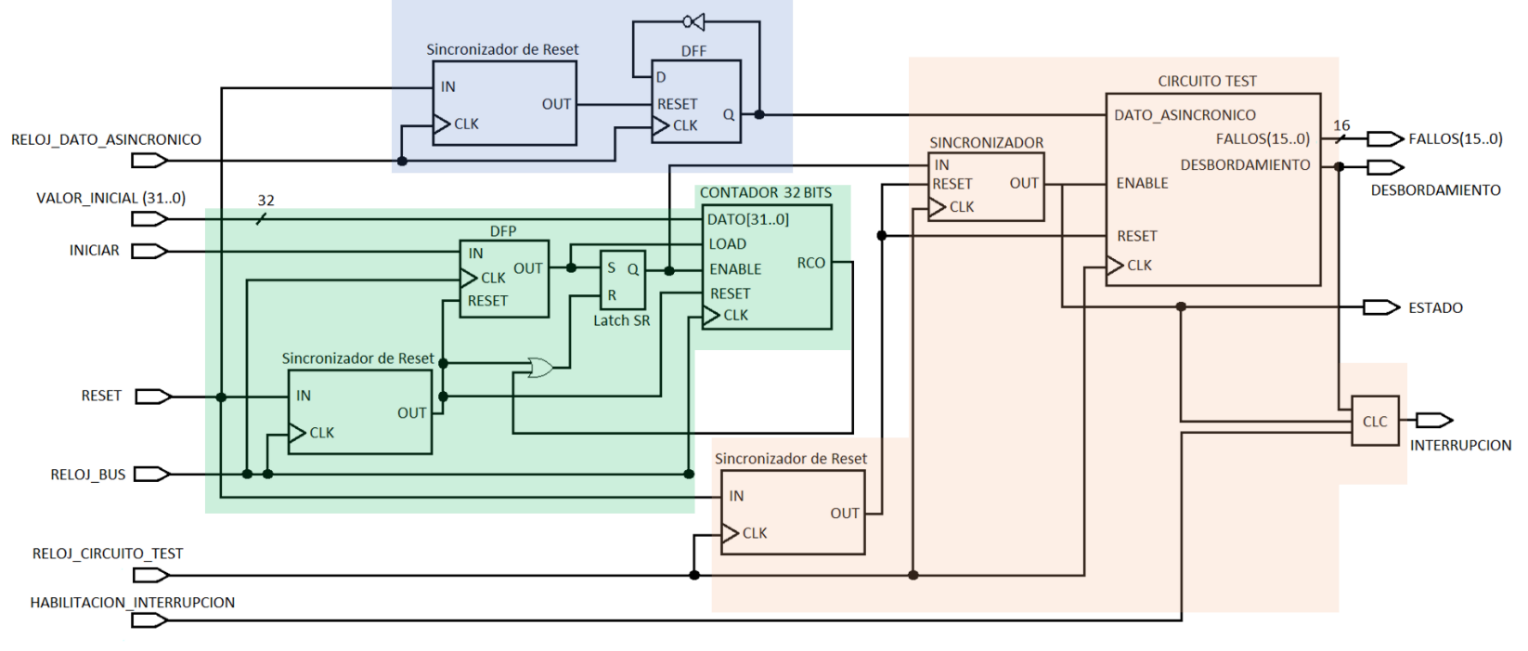 Sincronizador de Reset
IN
OUT
CLK
DFF
D
RESET
Q
CLK
RELOJ_DATO_ASINCRONICO
VALOR_INICIAL (31..0)
32
INICIAR
RESET
RELOJ_BUS
RELOJ_CIRCUITO_TEST
HABILITACION_INTERRUPCION
DFP
IN
OUT
CLK
RESET
S Q
R
Latch SR
CONTADOR 32 BITS
DATO[31..0]
LOAD
ENABLE
RCO
RESET
CLK
Sincronizador de Reset
IN
OUT
CLK
Sincronizador de Reset
IN
OUT
CLK
SINCRONIZADOR
IN
RESET OUT
CLK
CIRCUITO TEST
DATO_ASINCRONICO
FALLOS(15..0)
DESBORDAMIENTO
ENABLE
RESET
CLK
16
FALLOS(15..0)
DESBORDAMIENTO
ESTADO
CLC
INTERRUPCION